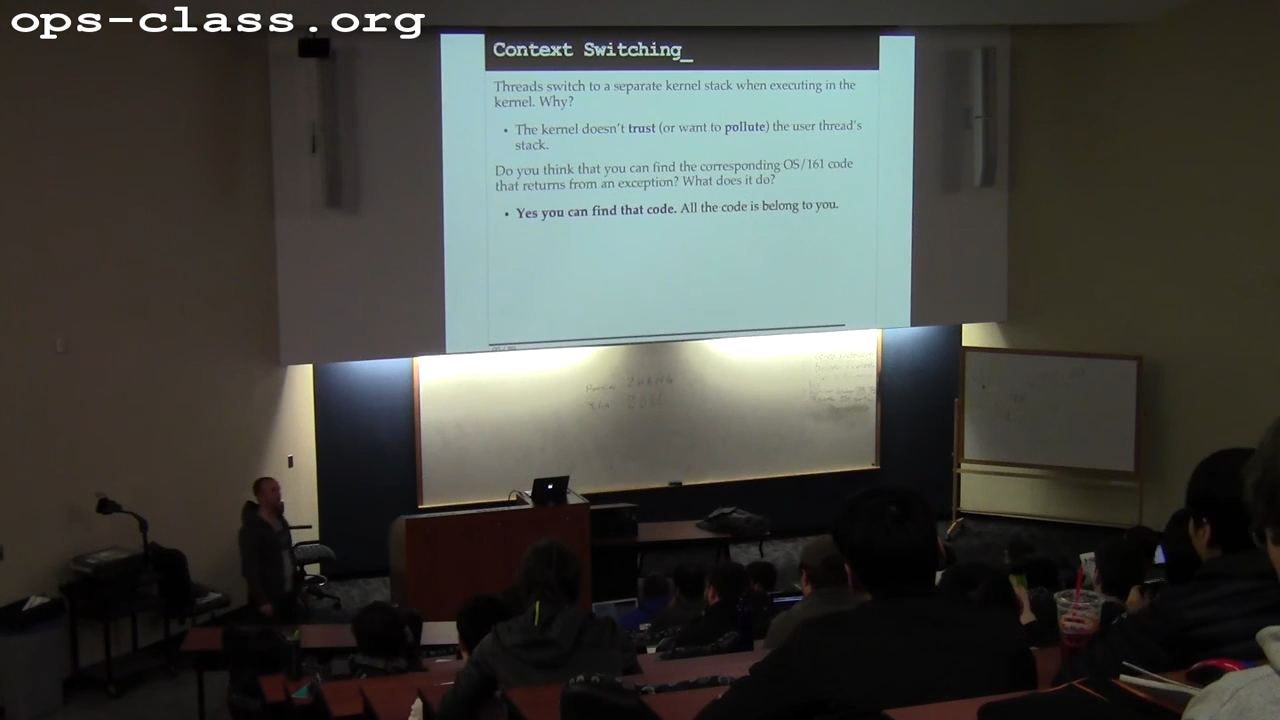 ops-class.org
Context Switching_
Threads switch to a separate kernel stack when executing in the
kernel. Why?
• The kernel doesn't trust (or want to pollute) the user thread's
stack.
Do you think that you can find the corresponding OS/161 code
that returns from an exception? What does it do?
• Yes you can find that code. All the code is belong to you.